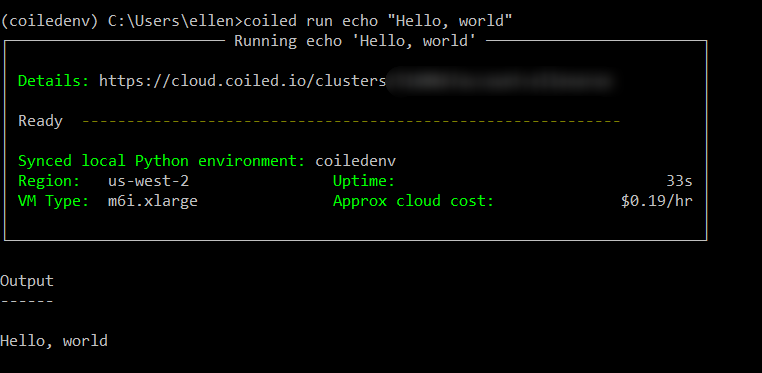 (coiledenv) C:\Users\ellen>coiled run echo "Hello, world"
Running echo 'Hello, world'
Details: https://cloud.coiled.io/clusters
Ready
Synced local Python environment: coiledenv
Region: us-west-2 Uptime: 33s
VM Type: m6i.xlarge Approx cloud cost: $0.19/hr
Output
------
Hello, world